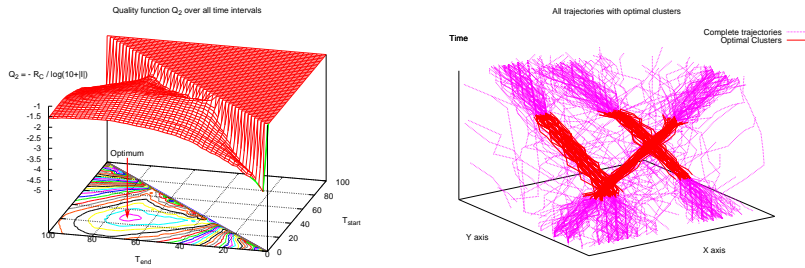 Quality function Q2 over all time intervals
Q2 = - RC / log(10+|I|)
-1
-1.5
-2
-2.5
-3
-3.5
-4
-4.5
-5
Optimum
100
80
60
40
20
0
Tstart
100
80
60
40
20
0
Tend
All trajectories with optimal clusters
Time
Complete trajectories
Optimal Clusters
Y axis
X axis